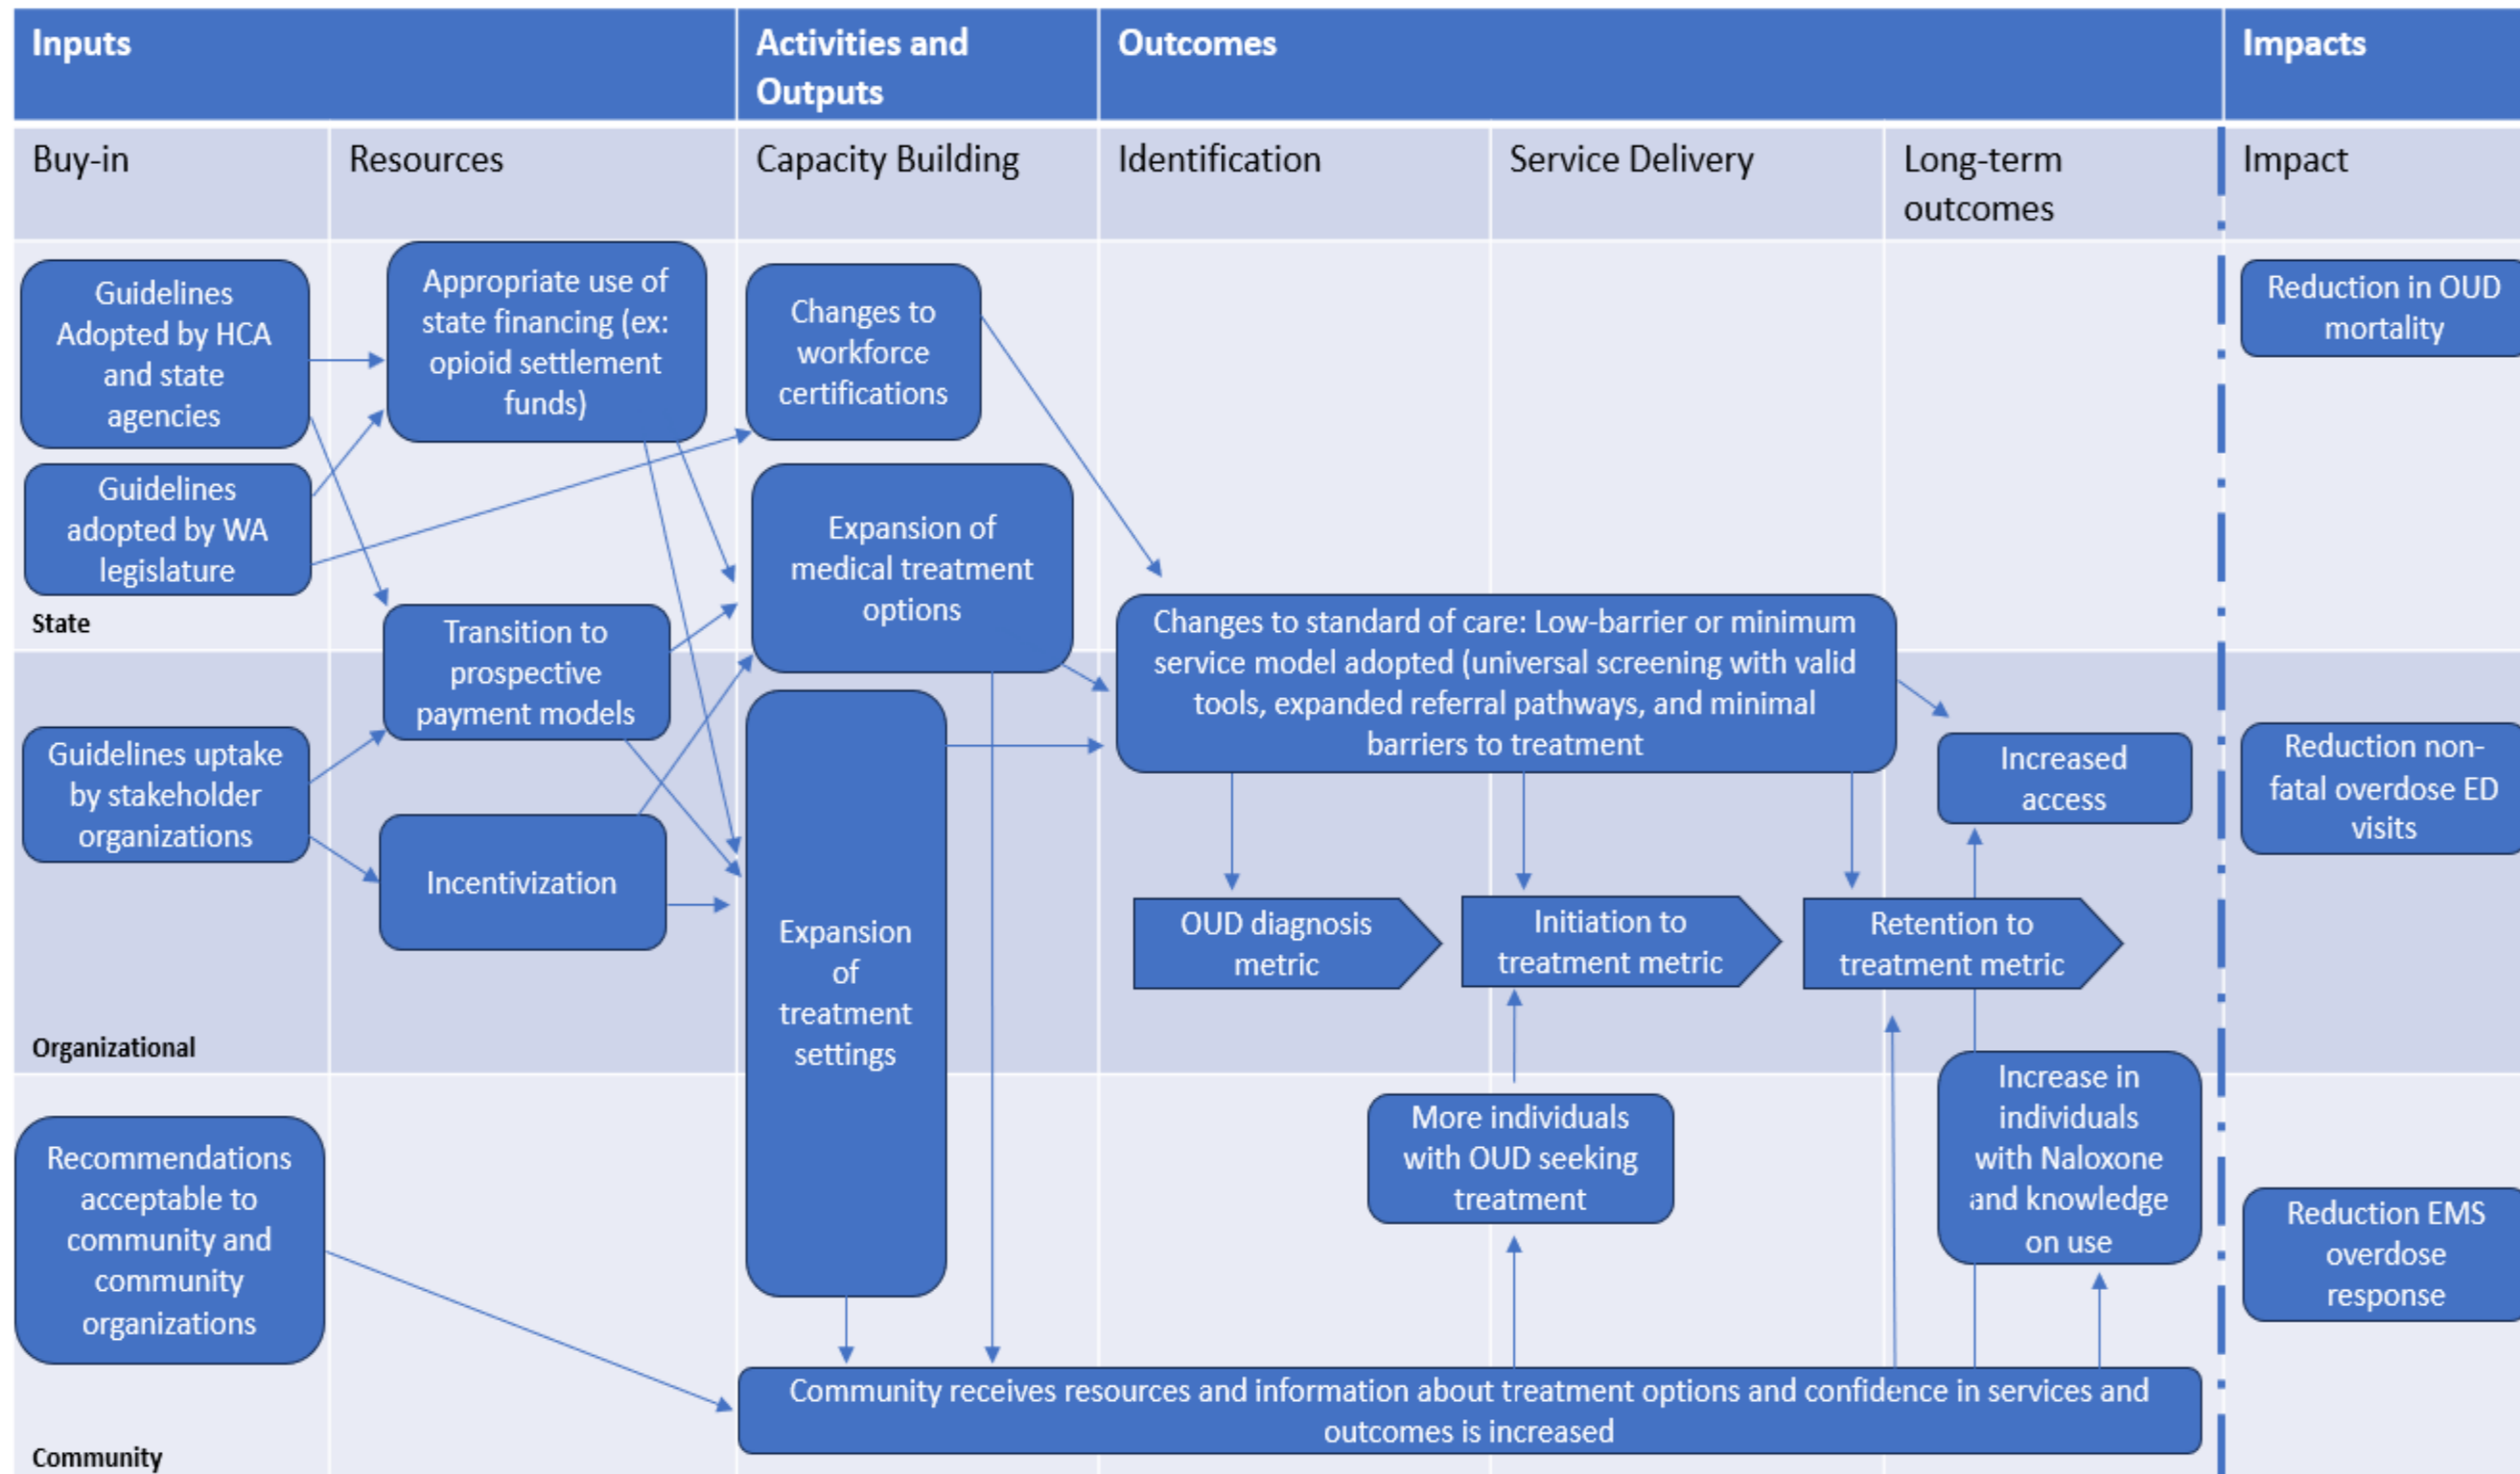 Inputs
Activities and
Outputs
Outcomes
Impacts
Buy-in
Resources
Capacity Building
Identification
Service Delivery
Long-term
outcomes
Impact
Guidelines
Adopted by HCA
and state
agencies
Appropriate use of
state financing (ex:
opioid settlement
funds)
Changes to
workforce
certifications
Reduction in OUD
mortality
Guidelines
adopted by WA
legislature
Expansion of
medical treatment
options
State
Transition to
prospective
payment models
Changes to standard of care: Low-barrier or minimum
service model adopted (universal screening with valid
tools, expanded referral pathways, and minimal
barriers to treatment
Guidelines uptake
by stakeholder
organizations
Increased
access
Reduction non-
fatal overdose ED
visits
Incentivization
Expansion
of
treatment
settings
OUD diagnosis
metric
Initiation to
treatment metric
Retention to
treatment metric
Organizational
Recommendations
acceptable to
community and
community
organizations
More individuals
with OUD seeking
treatment
Increase in
individuals
with Naloxone
and knowledge
on use
Reduction EMS
overdose
response
Community receives resources and information about treatment options and confidence in services and
outcomes is increased
Community